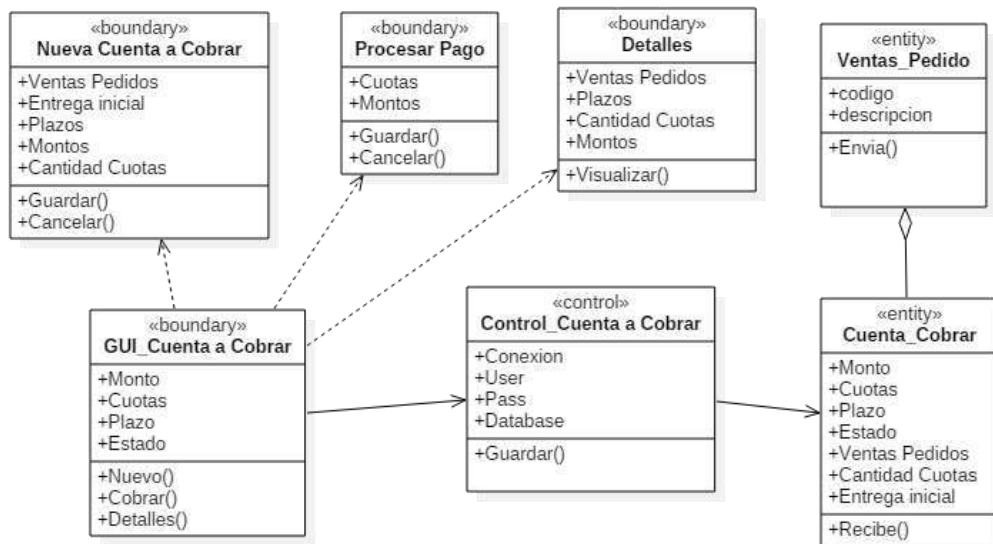 «boundary»
Nueva Cuenta a Cobrar
+Ventas Pedidos
+Entrega inicial
+Plazos
+Montos
+Cantidad Cuotas
+Guardar()
+Cancelar()
«boundary»
Procesar Pago
+Cuotas
+Montos
+Guardar()
+Cancelar()
«boundary»
Detalles
+Ventas Pedidos
+Plazos
+Cantidad Cuotas
+Montos
+Visualizar()
«entity»
Ventas_Pedido
+codigo
+descripcion
+Envia()
«boundary»
GUI_Cuenta a Cobrar
+Monto
+Cuotas
+Plazo
+Estado
+Nuevo()
+Cobrar()
+Detalles()
«control»
Control_Cuenta a Cobrar
+Conexion
+User
+Pass
+Database
+Guardar()
«entity»
Cuenta_Cobrar
+Monto
+Cuotas
+Plazo
+Estado
+Ventas Pedidos
+Cantidad Cuotas
+Entrega inicial
+Recibe()